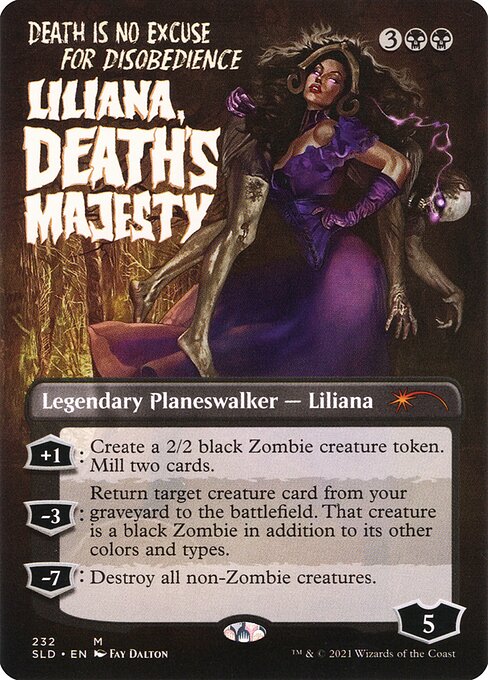 DEATH IS NO EXCUSE
FOR DISOBEDIENCE
3
LILIANA,
DEATH'S
MAJESTY
Legendary Planeswalker — Liliana
+1: Create a 2/2 black Zombie creature token.
Mill two cards.
-3: Return target creature card from your
graveyard to the battlefield. That creature
is a black Zombie in addition to its other
colors and types.
-7: Destroy all non-Zombie creatures.
5
232 M
SLD • EN FAY DALTON
™ & © 2021 Wizards of the Coast